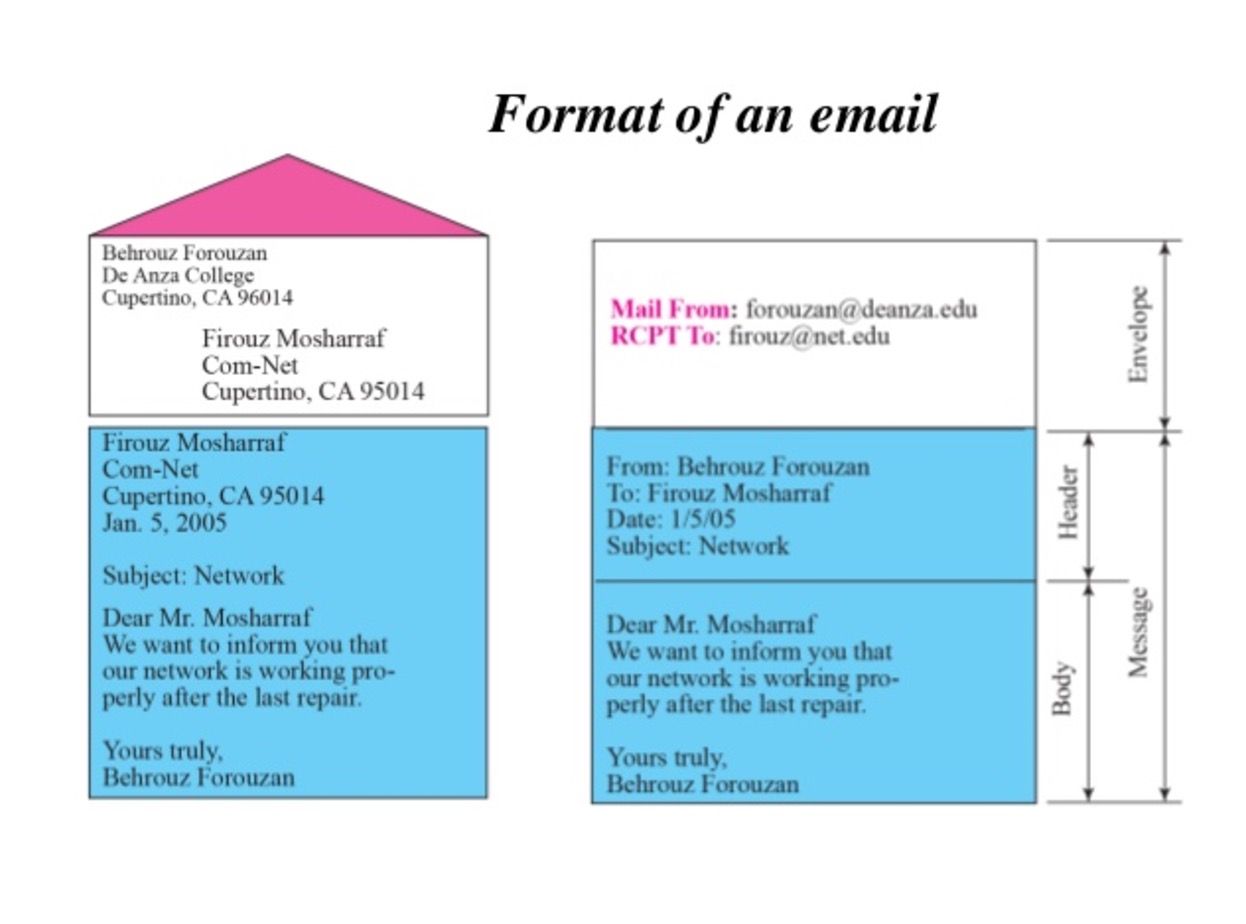 Format of an email
Behrouz Forouzan
De Anza College
Cupertino, CA 96014
Firouz Mosharraf
Com-Net
Cupertino, CA 95014
Firouz Mosharraf
Com-Net
Cupertino, CA 95014
Jan. 5, 2005
Subject: Network
Dear Mr. Mosharraf
We want to inform you that
our network is working pro-
perly after the last repair.
Yours truly,
Behrouz Forouzan
Mail From: forouzan@deanza.edu
RCPT To: firouz@net.edu
From: Behrouz Forouzan
To: Firouz Mosharraf
Date: 1/5/05
Subject: Network
Dear Mr. Mosharraf
We want to inform you that
our network is working pro-
perly after the last repair.
Yours truly,
Behrouz Forouzan
Envelope
Header
Body
Message